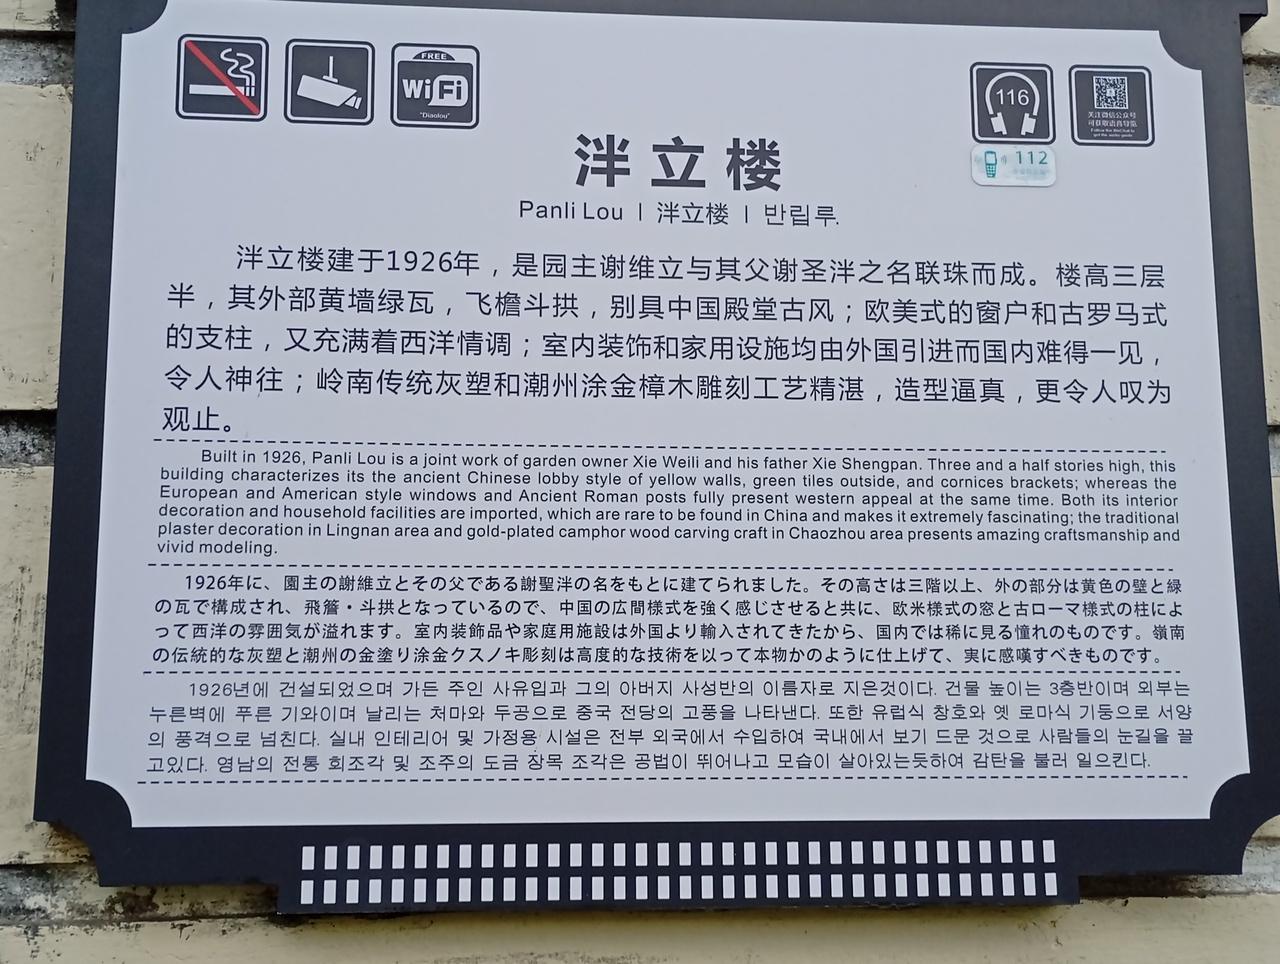 FREE
WiFi
"Diaolou"
116
关注微信公众号
可获取语音导览
Follow the WeChat to
get the audio guide
112
泮立楼
Panli Lou | 泮立楼 | 반립루
泮立楼建于1926年，是园主谢维立与其父谢圣泮之名联珠而成。楼高三层
半，其外部黄墙绿瓦，飞檐斗拱，别具中国殿堂古风；欧美式的窗户和古罗马式
的支柱，又充满着西洋情调；室内装饰和家用设施均由外国引进而国内难得一见，
令人神往；岭南传统灰塑和潮州涂金樟木雕刻工艺精湛，造型逼真，更令人叹为
观止。
Built in 1926, Panli Lou is a joint work of garden owner Xie Weili and his father Xie Shengpan. Three and a half stories high, this
building characterizes its the ancient Chinese lobby style of yellow walls, green tiles outside, and cornices brackets; whereas the
European and American style windows and Ancient Roman posts fully present western appeal at the same time. Both its interior
decoration and household facilities are imported, which are rare to be found in China and makes it extremely fascinating; the traditional
plaster decoration in Lingnan area and gold-plated camphor wood carving craft in Chaozhou area presents amazing craftsmanship and
vivid modeling.
1926年に、園主の謝維立とその父である謝聖泮の名をもとに建てられました。その高さは三階以上、外の部分は黄色の壁と緑
の瓦で構成され、飛簷・斗拱となっているので、中国の広間様式を強く感じさせると共に、欧米様式の窓と古ローマ様式の柱によ
って西洋の雰囲気が溢れます。室内装飾品や家庭用施設は外国より輸入されてきたから、国内では稀に見る憧れのものです。嶺南
の伝統的な灰塑と潮州の金塗り涂金クスノキ彫刻は高度的な技術を以って本物かのように仕上げて、実に感嘆すべきものです。
1926년에 건설되었으며 가든 주인 사유입과 그의 아버지 사성반의 이름자로 지은것이다. 건물 높이는 3층반이며 외부는
누른벽에 푸른 기와이며 날리는 처마와 두공으로 중국 전당의 고풍을 나타낸다. 또한 유럽식 창호와 옛 로마식 기둥으로 서양
의 풍격으로 넘친다. 실내 인테리어 및 가정용 시설은 전부 외국에서 수입하여 국내에서 보기 드문 것으로 사람들의 눈길을 끌
고있다. 영남의 전통 회조각 및 조주의 도금 장목 조각은 공법이 뛰어나고 모습이 살아있는듯하여 감탄을 불러 일으킨다.